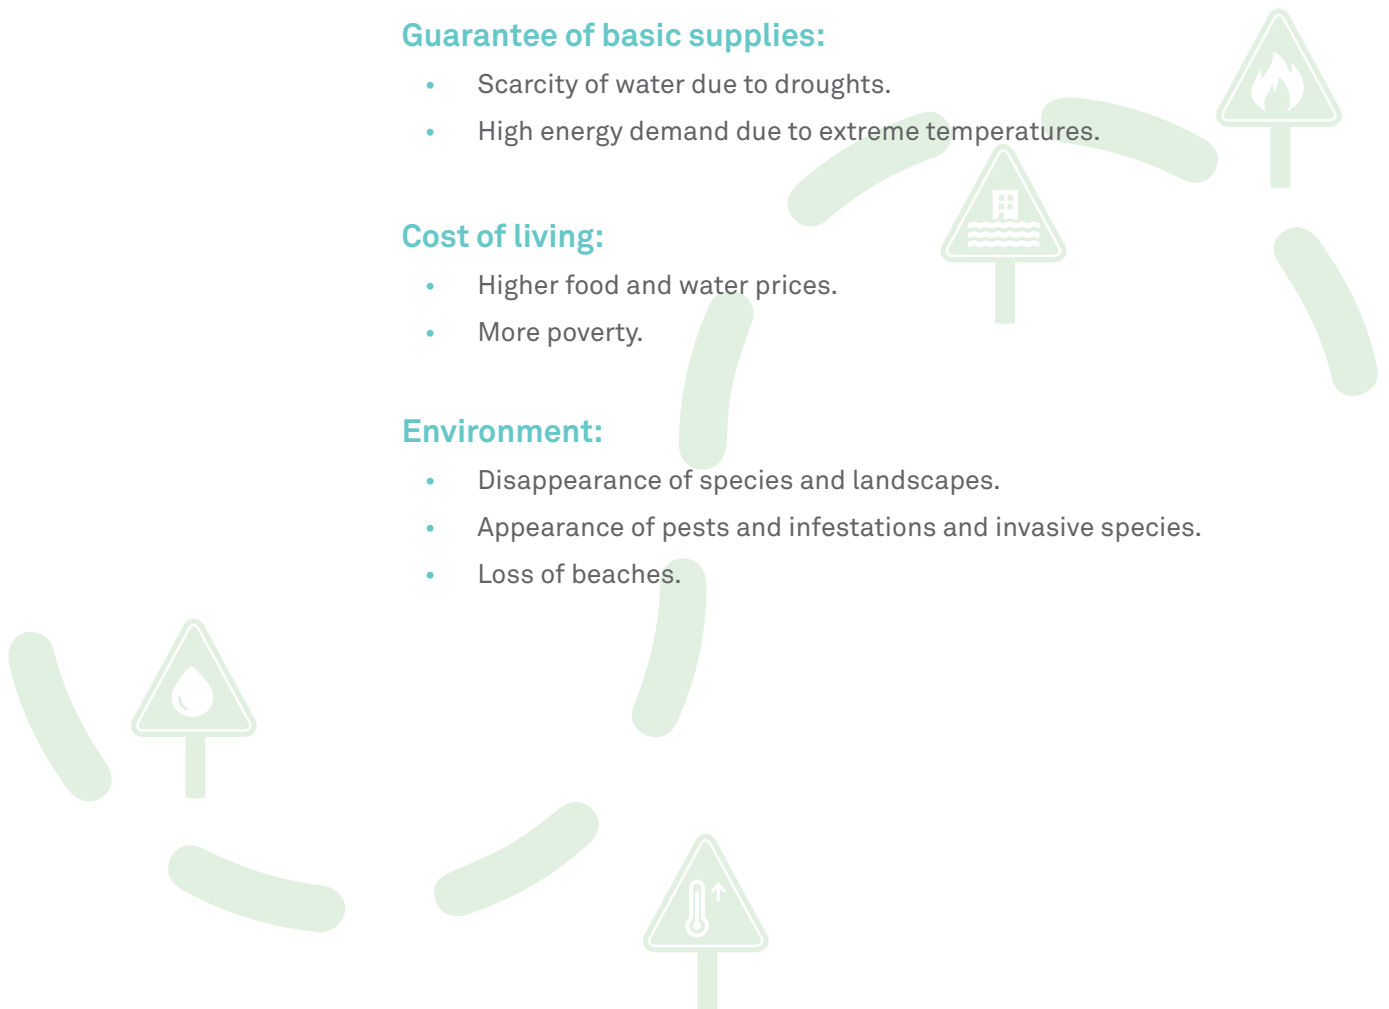 Guarantee of basic supplies:
• Scarcity of water due to droughts.
• High energy demand due to extreme temperatures.
Cost of living:
• Higher food and water prices.
• More poverty.
Environment:
• Disappearance of species and landscapes.
• Appearance of pests and infestations and invasive species.
• Loss of beaches.